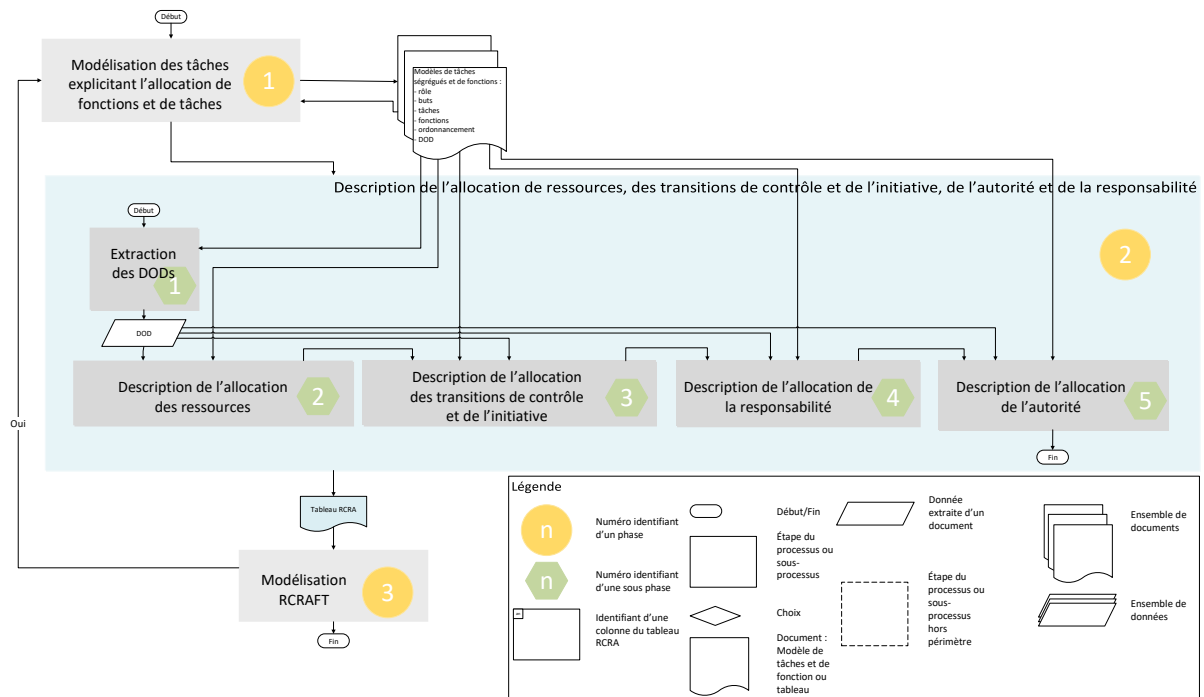 Début
Modélisation des tâches
explicitant l'allocation de
fonctions et de tâches
1
Modèles de tâches
ségrégués et de fonctions :
- rôle
- buts
- tâches
- fonctions
- ordonnancement
- DOD
Description de l'allocation de ressources, des transitions de contrôle et de l'initiative, de l'autorité et de la responsabilité
2
Début
Extraction
des DODs
1
DOD
Description de l'allocation
des ressources
2
Description de l'allocation
des transitions de contrôle
et de l'initiative
3
Description de l'allocation de
la responsabilité
4
Description de l'allocation
de l'autorité
5
Fin
Oui
Tableau RCRA
Modélisation
RCRAFT
3
Fin
Légende
n
Numéro identifiant
d'un phase
n
Numéro identifiant
d'une sous phase
Identifiant d'une
colonne du tableau
RCRA
Début/Fin
Étape du
processus ou
sous-
processus
Choix
Document :
Modèle de
tâches et de
fonction ou
tableau
Donnée
extraite d'un
document
Étape du
processus ou
sous-
processus
hors
périmètre
Ensemble de
documents
Ensemble de
données